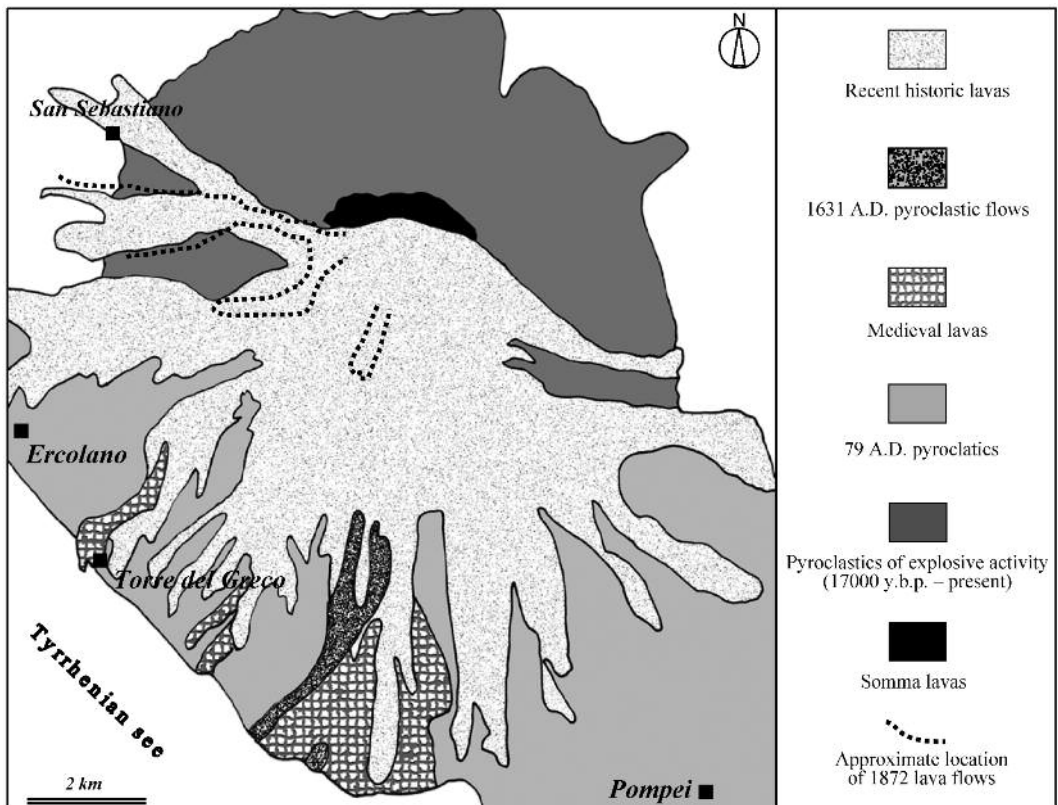 N
San Sebastiano
Ercolano
Torre del Greco
Tyrrhenian see
2 km
Pompei
Recent historic lavas
1631 A.D. pyroclastic flows
Medieval lavas
79 A.D. pyroclatics
Pyroclastics of explosive activity
(17000 y.b.p. – present)
Somma lavas
Approximate location
of 1872 lava flows